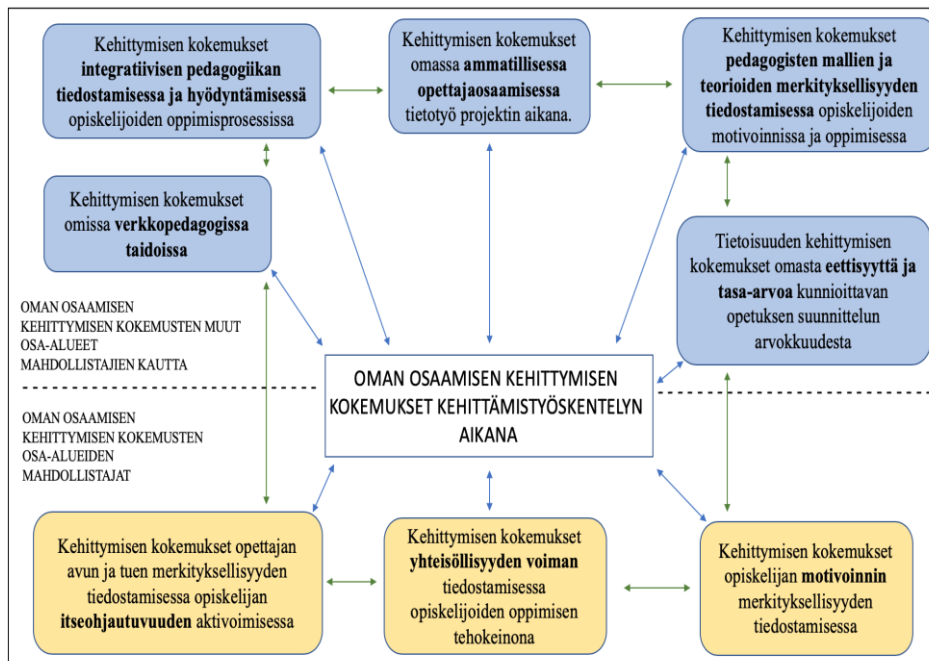 Kehittymisen kokemukset
integratiivisen pedagogiikan
tiedostamisessa ja hyödyntämisessä
opiskelijoiden oppimisprosessissa
Kehittymisen kokemukset
omassa ammatillisessa
opettajaosaamisessa
tietotyö projektin aikana.
Kehittymisen kokemukset
pedagogisten mallien ja
teorioiden merkityksellisyyden
tiedostamisessa opiskelijoiden
motivoinnissa ja oppimisessa
Kehittymisen kokemukset
omissa verkkopedagogissa
taidoissa
Tietoisuuden kehittymisen
kokemukset omasta eettisyyttä ja
tasa-arvoa kunnioittavan
opetuksen suunnittelun
arvokkuudesta
OMAN OSAAMISEN
KEHITTYMISEN KOKEMUSTEN MUUT
OSA-ALUEET
MAHDOLLISTAJIEN KAUTTA
OMAN OSAAMISEN KEHITTYMISEN
KOKEMUKSET KEHITTÄMISTYÖSKENTELYN
AIKANA
OMAN OSAAMISEN
KEHITTYMISEN KOKEMUSTEN
OSA-ALUEIDEN
MAHDOLLISTAJAT
Kehittymisen kokemukset opettajan
avun ja tuen merkityksellisyyden
tiedostamisessa opiskelijan
itseohjautuvuuden aktivoimisessa
Kehittymisen kokemukset
yhteisöllisyyden voiman
tiedostamisessa
opiskelijoiden oppimisen
tehokeinona
Kehittymisen kokemukset
opiskelijan motivoinnin
merkityksellisyyden
tiedostamisessa